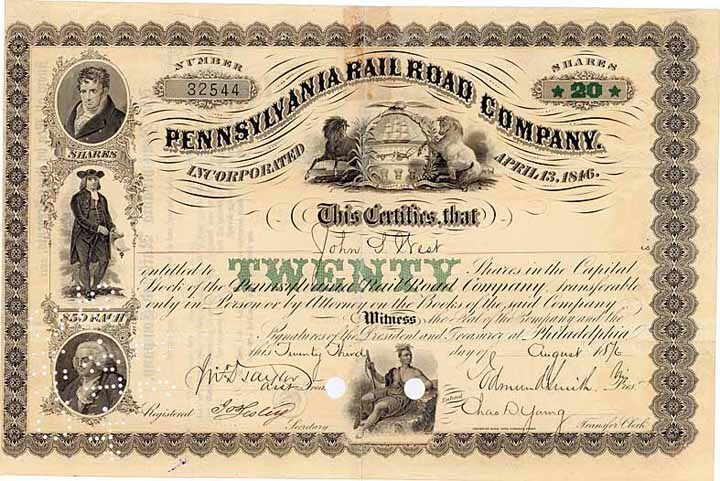 NUMBER
32544
SHARES
★ 20 ★
PENNSYLVANIA RAIL ROAD COMPANY.
INCORPORATED
APRIL 13, 1846.
SHARES
$50 EACH
This Certifies, that
John S West is
entitled to TWENTY Shares in the Capital
Stock of the Pennsylvania Rail Road Company, transferable
only in Person or by Attorney on the Books of the said Company
Witness the Seal of the Company and the
Signatures of the President and Treasurer at Philadelphia
this Twenty Third day of August 1876
Edmund Smith
Pres.
Registered
Jos Lesley
Secretary
Chas D Young
Transfer Clerk